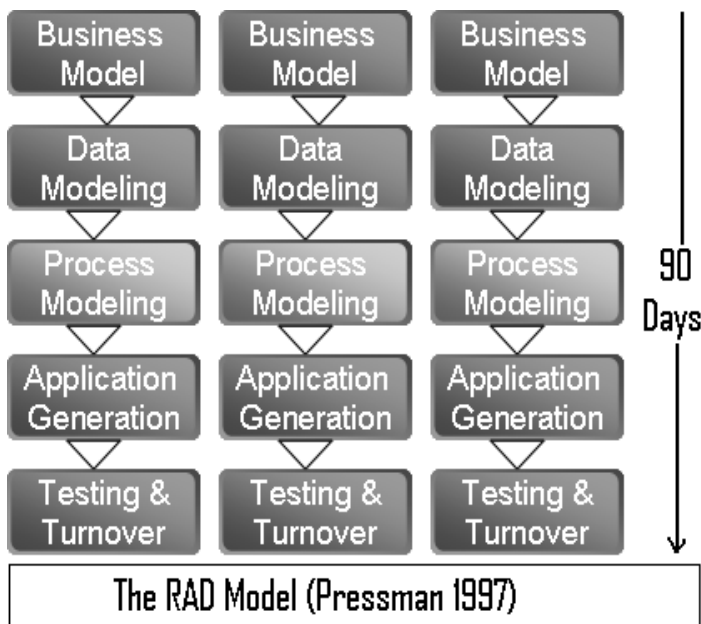 Business Business Business
Model Model Model
Data Data Data
Modeling Modeling Modeling
Process Process Process
Modeling Modeling Modeling
90
Days
Application Application Application
Generation Generation Generation
Testing & Testing & Testing &
Turnover Turnover Turnover
The RAD Model (Pressman 1997)